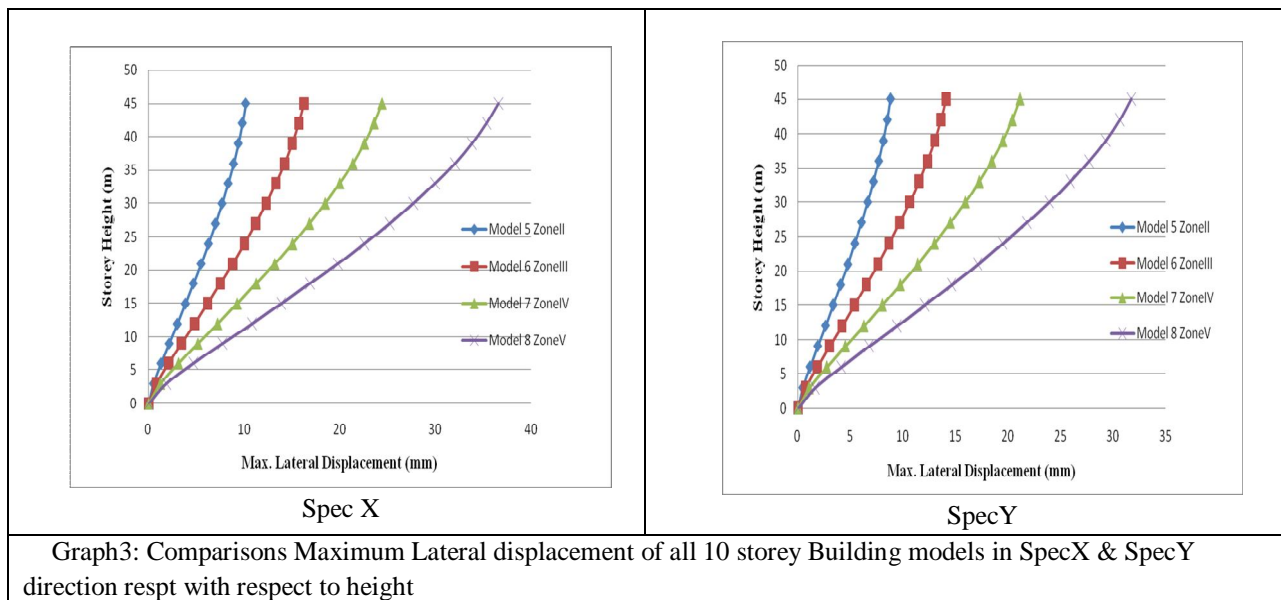 50
45
40
35
30
25
20
15
10
5
0
Storey Height (m)
Model 5 ZoneII
Model 6 ZoneIII
Model 7 ZoneIV
Model 8 ZoneV
0 10 20 30 40
Max. Lateral Displacement (mm)
Spec X
50
45
40
35
30
25
20
15
10
5
0
Storey Height (m)
Model 5 ZoneII
Model 6 ZoneIII
Model 7 ZoneIV
Model 8 ZoneV
0 5 10 15 20 25 30 35
Max. Lateral Displacement (mm)
SpecY
Graph3: Comparisons Maximum Lateral displacement of all 10 storey Building models in SpecX & SpecY
direction respt with respect to height